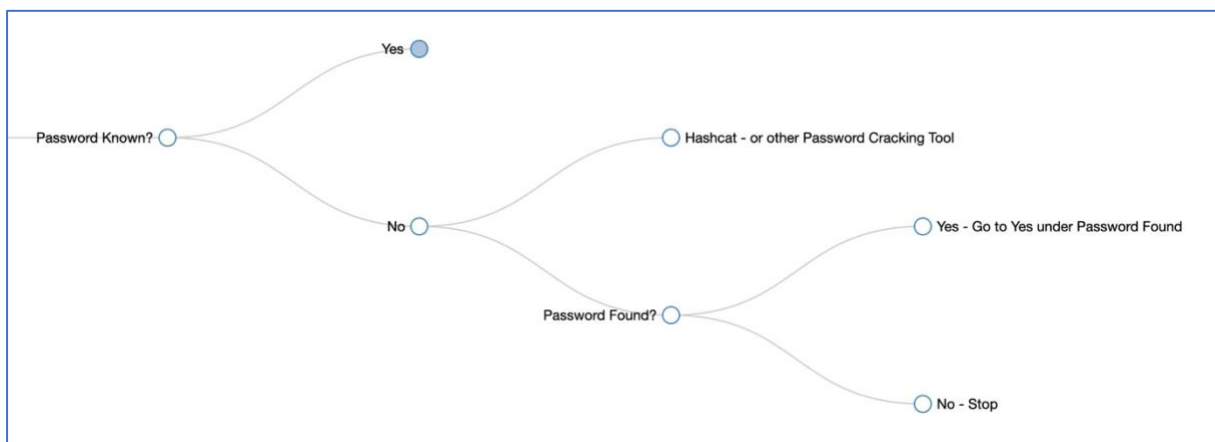 Yes
Password Known?
Hashcat - or other Password Cracking Tool
No
Yes - Go to Yes under Password Found
Password Found?
No - Stop